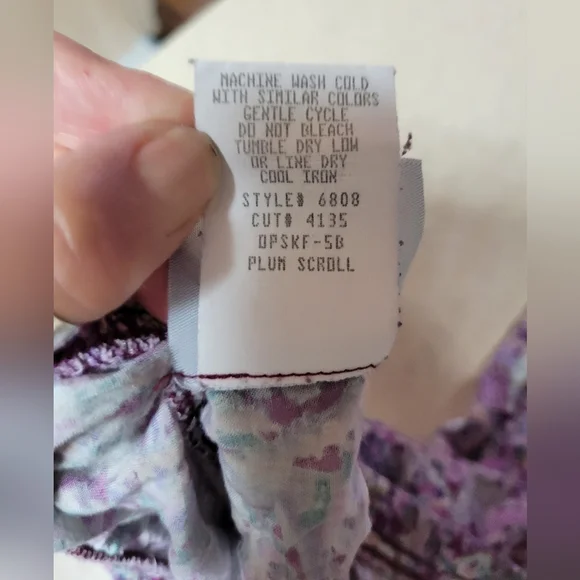 MACHINE WASH COLD
WITH SIMILAR COLORS
GENTLE CYCLE
DO NOT BLEACH
TUMBLE DRY LOW
OR LINE DRY
COOL IRON
STYLE# 6808
CUT# 4135
OPSKF-5B
PLUM SCROLL